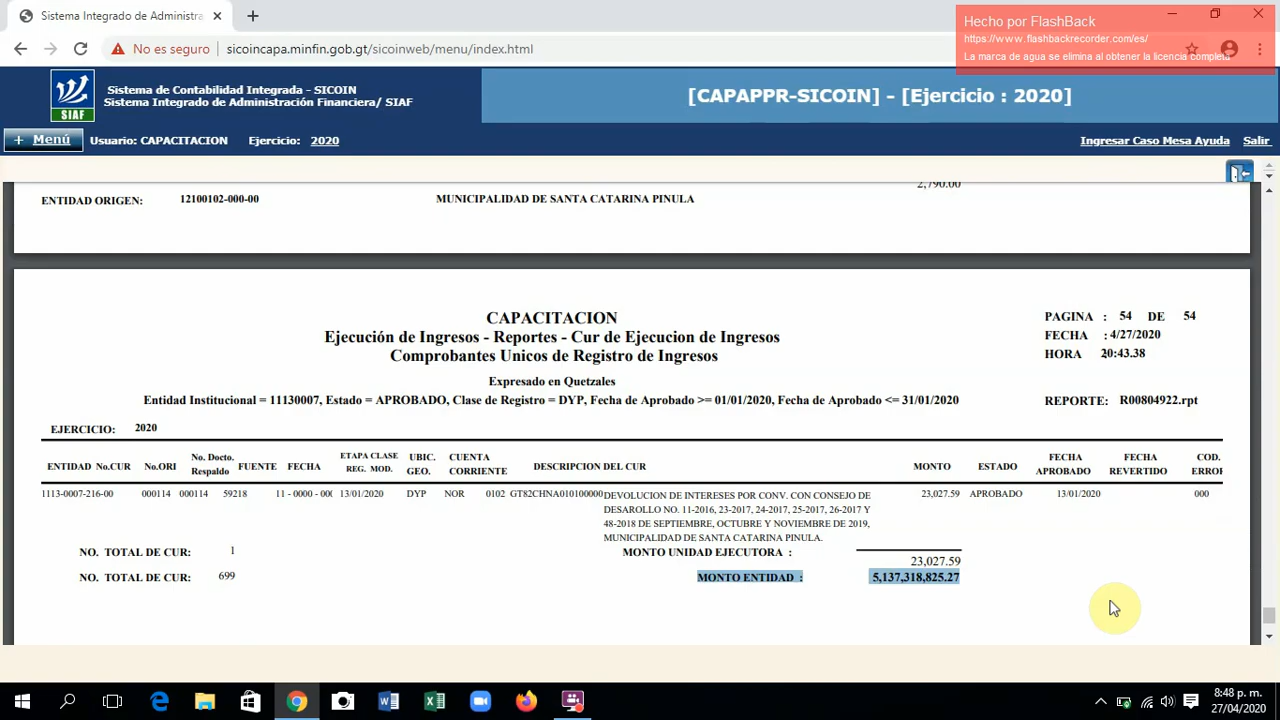 Sistema Integrado de Administra
Hecho por FlashBack
https://www.flashbackrecorder.com/es/
La marca de agua se elimina al obtener la licencia completa
No es seguro
sicoincapa.minfin.gob.gt/sicoinweb/menu/index.html
SIAF
Sistema de Contabilidad Integrada - SICOIN
Sistema Integrado de Administración Financiera/ SIAF
[CAPAPPR-SICOIN] - [Ejercicio : 2020]
+ Menú Usuario: CAPACITACION Ejercicio: 2020 Ingresar Caso Mesa Ayuda Salir
2,790.00
ENTIDAD ORIGEN: 12100102-000-00 MUNICIPALIDAD DE SANTA CATARINA PINULA
CAPACITACION
Ejecución de Ingresos - Reportes - Cur de Ejecucion de Ingresos
Comprobantes Unicos de Registro de Ingresos
PAGINA : 54 DE 54
FECHA : 4/27/2020
HORA : 20:43.38
Expresado en Quetzales
Entidad Institucional = 11130007, Estado = APROBADO, Clase de Registro = DYP, Fecha de Aprobado >= 01/01/2020, Fecha de Aprobado <= 31/01/2020
REPORTE: R00804922.rpt
EJERCICIO: 2020
ENTIDAD No.CUR No.ORI No. Docto. Respaldo FUENTE FECHA ETAPA CLASE REG. MOD. UBIC. GEO. CUENTA CORRIENTE DESCRIPCION DEL CUR MONTO ESTADO FECHA APROBADO FECHA REVERTIDO COD. ERROR
1113-0007-216-00 000114 000114 59218 11 - 0000 - 000 13/01/2020 DYP NOR 0102 GT82CHNA010100000 DEVOLUCION DE INTERESES POR CONV. CON CONSEJO DE 23,027.59 APROBADO 13/01/2020 000
DESAROLLO NO. 11-2016, 23-2017, 24-2017, 25-2017, 26-2017 Y
48-2018 DE SEPTIEMBRE, OCTUBRE Y NOVIEMBRE DE 2019,
MUNICIPALIDAD DE SANTA CATARINA PINULA.
NO. TOTAL DE CUR: 1 MONTO UNIDAD EJECUTORA :
23,027.59
NO. TOTAL DE CUR: 699 MONTO ENTIDAD : 5,137,318,825.27
8:48 p. m.
27/04/2020